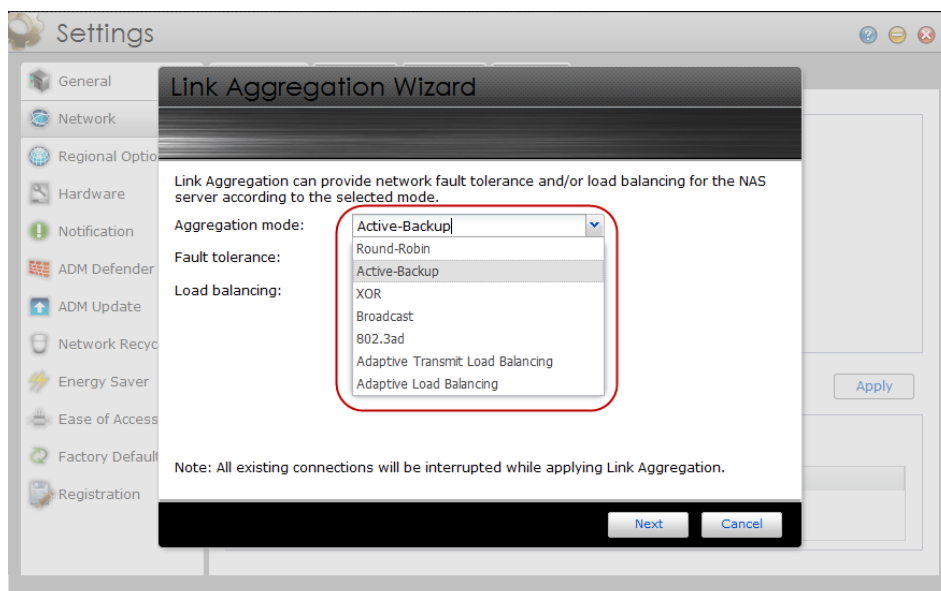 Settings
General
Network
Regional Optio
Hardware
Notification
ADM Defender
ADM Update
Network Recyc
Energy Saver
Ease of Access
Factory Default
Registration
Link Aggregation Wizard
Link Aggregation can provide network fault tolerance and/or load balancing for the NAS
server according to the selected mode.
Aggregation mode: Active-Backup
Fault tolerance:
Load balancing:
Round-Robin
Active-Backup
XOR
Broadcast
802.3ad
Adaptive Transmit Load Balancing
Adaptive Load Balancing
Note: All existing connections will be interrupted while applying Link Aggregation.
Next Cancel
Apply